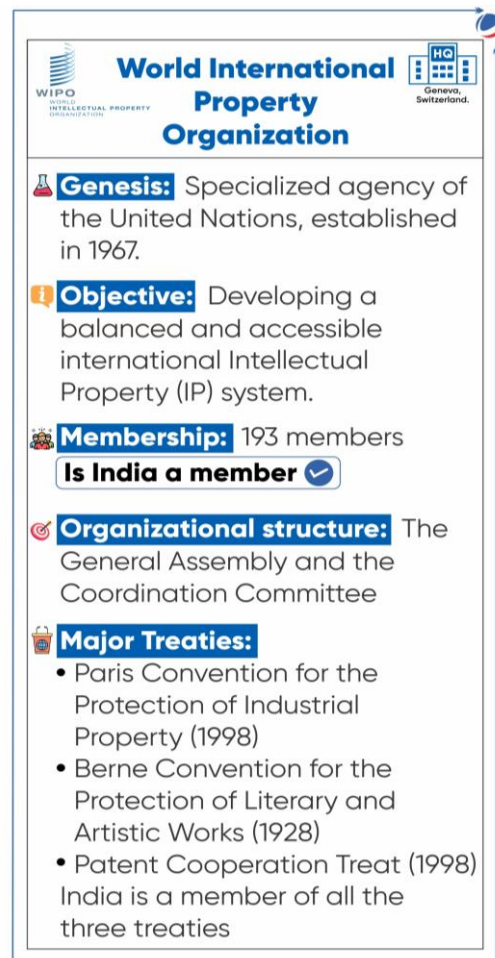 World International
Property
Organization
WIPO
WORLD
INTELLECTUAL PROPERTY
ORGANIZATION
HQ
Geneva,
Switzerland.
Genesis: Specialized agency of
the United Nations, established
in 1967.
Objective: Developing a
balanced and accessible
international Intellectual
Property (IP) system.
Membership: 193 members
Is India a member
Organizational structure: The
General Assembly and the
Coordination Committee
Major Treaties:
• Paris Convention for the
Protection of Industrial
Property (1998)
• Berne Convention for the
Protection of Literary and
Artistic Works (1928)
• Patent Cooperation Treat (1998)
India is a member of all the
three treaties